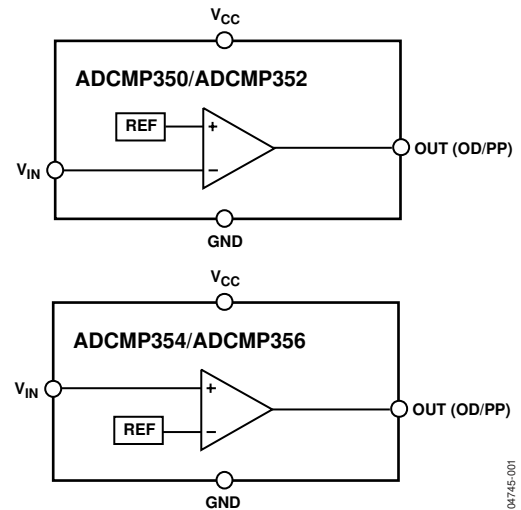 VCC
ADCMP350/ADCMP352
REF
+
VIN
−
OUT (OD/PP)
GND
VCC
ADCMP354/ADCMP356
VIN
+
REF
−
OUT (OD/PP)
GND
04745-001